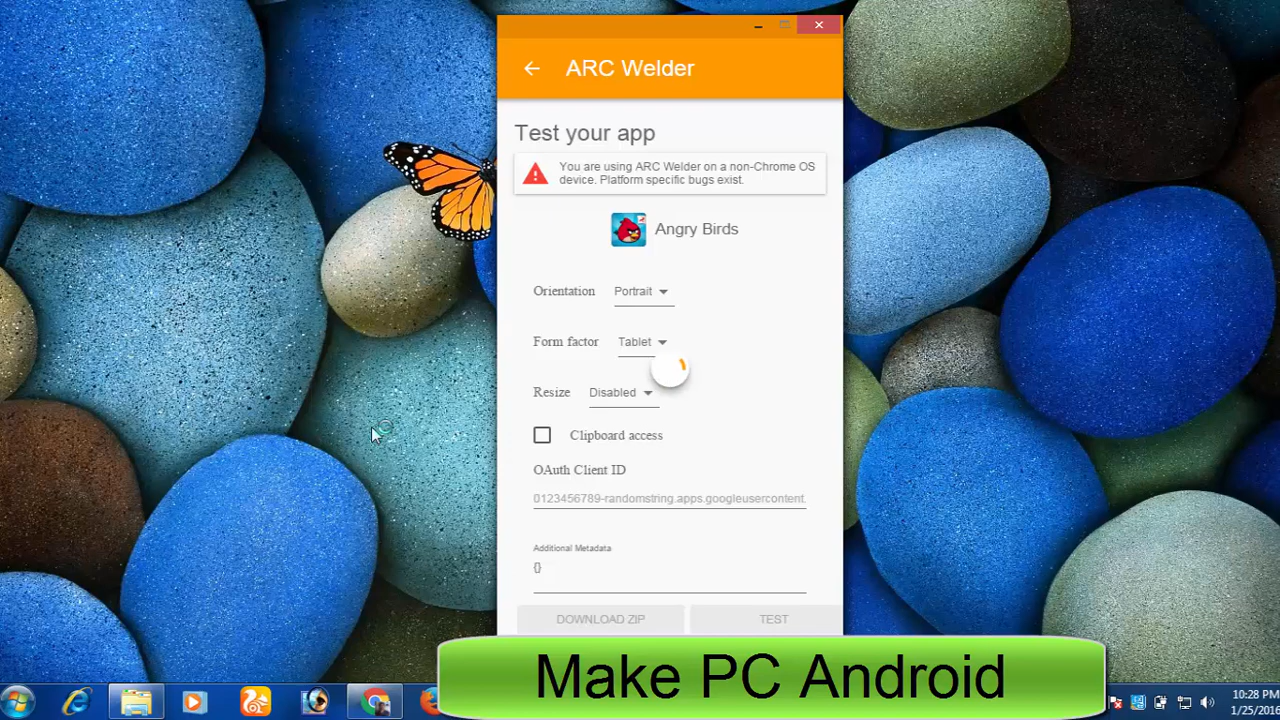 ARC Welder
Test your app
You are using ARC Welder on a non-Chrome OS
device. Platform specific bugs exist.
Angry Birds
Orientation Portrait
Form factor Tablet
Resize Disabled
Clipboard access
OAuth Client ID
0123456789-randomstring.apps.googleusercontent.
Additional Metadata
{}
DOWNLOAD ZIP TEST
Make PC Android
10:28 PM
1/25/2016